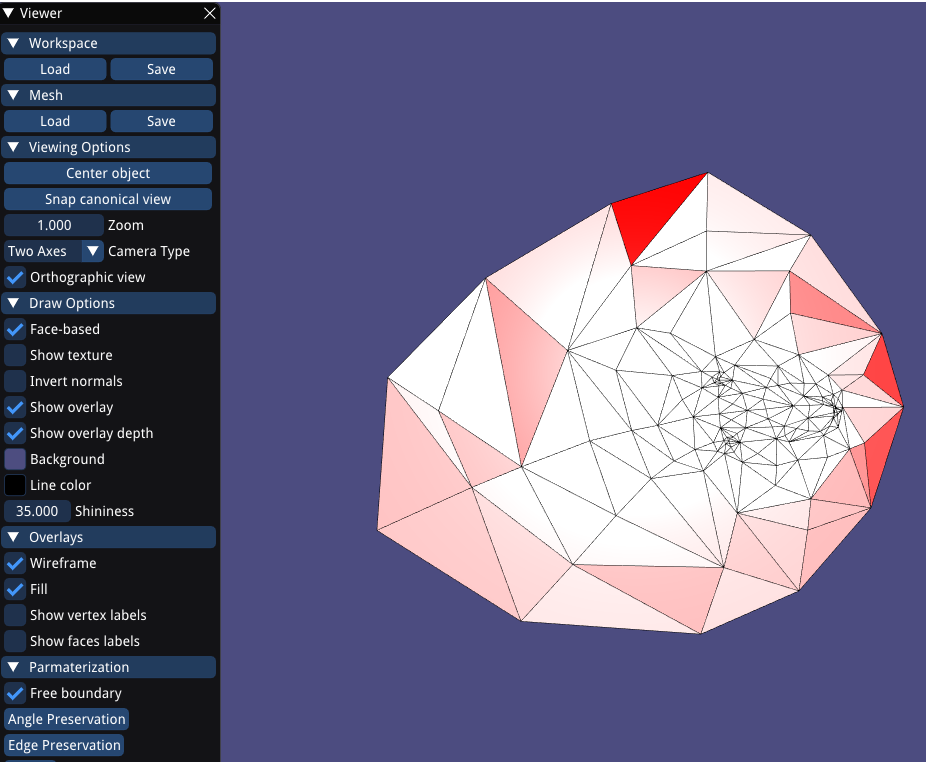 Viewer
Workspace
Load Save
Mesh
Load Save
Viewing Options
Center object
Snap canonical view
1.000 Zoom
Two Axes Camera Type
Orthographic view
Draw Options
Face-based
Show texture
Invert normals
Show overlay
Show overlay depth
Background
Line color
35.000 Shininess
Overlays
Wireframe
Fill
Show vertex labels
Show faces labels
Parmaterization
Free boundary
Angle Preservation
Edge Preservation